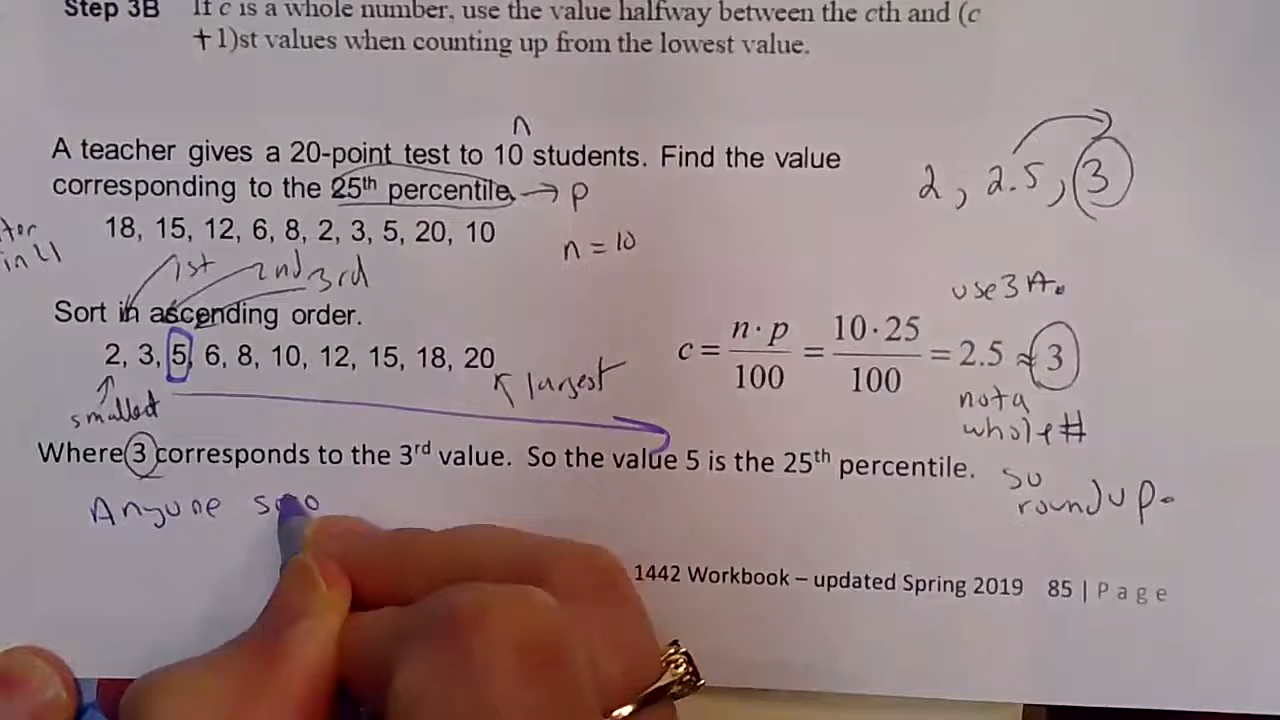 Step 3B If c is a whole number, use the value halfway between the cth and (c
+1)st values when counting up from the lowest value.
n
A teacher gives a 20-point test to 10 students. Find the value
corresponding to the 25th percentile. → p
2, 2.5, 3
18, 15, 12, 6, 8, 2, 3, 5, 20, 10
n = 10
in L1
1st 2nd 3rd
use 3A.
Sort in ascending order.
2, 3, 5, 6, 8, 10, 12, 15, 18, 20
c = n · p / 100 = 10 · 25 / 100 = 2.5 ≈ 3
smallest
largest
not a
whole #
Where 3 corresponds to the 3rd value. So the value 5 is the 25th percentile.
so
round up.
Anyone
1442 Workbook – updated Spring 2019 85 | Page